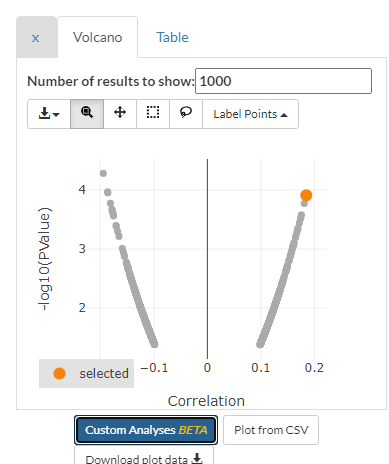 x Volcano Table
Number of results to show: 1000
Label Points
4
3
2
-log10(PValue)
selected
−0.1 0 0.1 0.2
Correlation
Custom Analyses BETA Plot from CSV
Download plot data